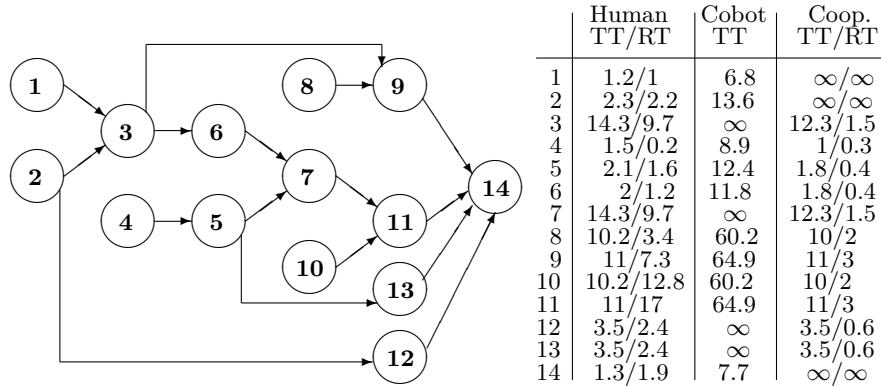 Human Cobot Coop.
TT/RT TT TT/RT
1 1.2/1 6.8 ∞/∞
2 2.3/2.2 13.6 ∞/∞
3 14.3/9.7 ∞ 12.3/1.5
4 1.5/0.2 8.9 1/0.3
5 2.1/1.6 12.4 1.8/0.4
6 2/1.2 11.8 1.8/0.4
7 14.3/9.7 ∞ 12.3/1.5
8 10.2/3.4 60.2 10/2
9 11/7.3 64.9 11/3
10 10.2/12.8 60.2 10/2
11 11/17 64.9 11/3
12 3.5/2.4 ∞ 3.5/0.6
13 3.5/2.4 ∞ 3.5/0.6
14 1.3/1.9 7.7 ∞/∞
1
8
9
3
6
2
7
14
4
5
11
10
13
12